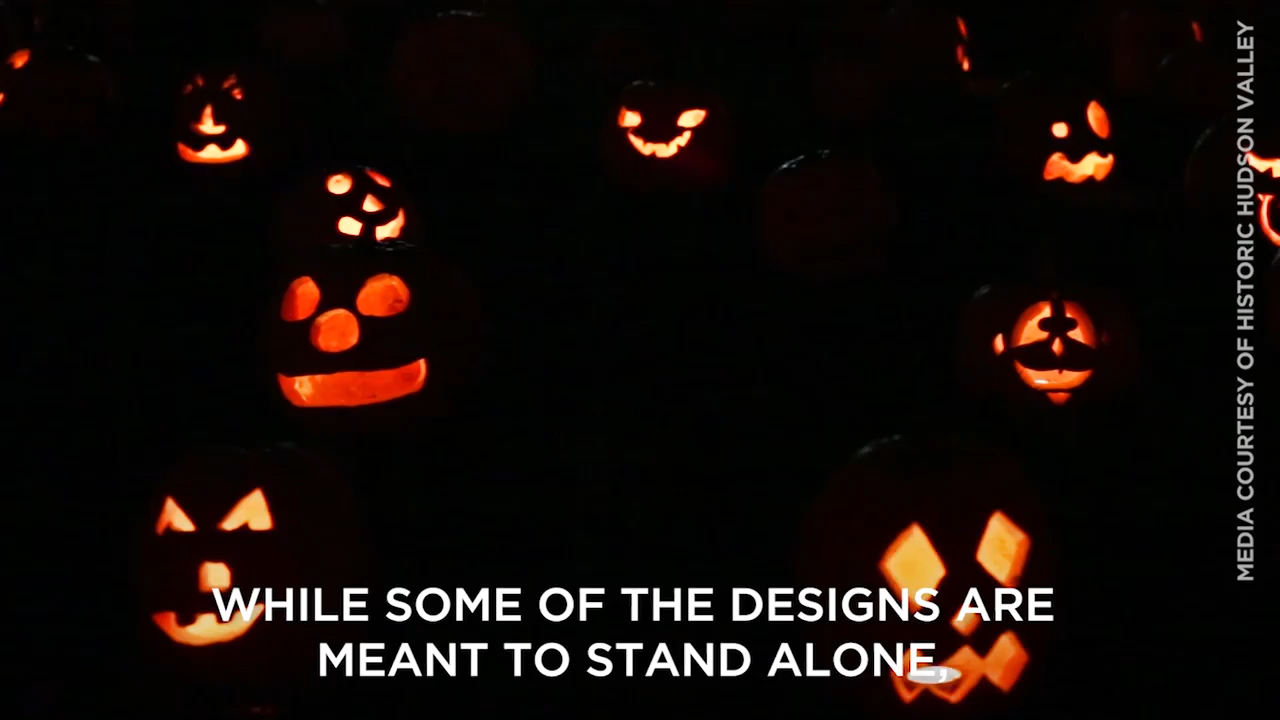 WHILE SOME OF THE DESIGNS ARE
MEANT TO STAND ALONE,
MEDIA COURTESY OF HISTORIC HUDSON VALLEY